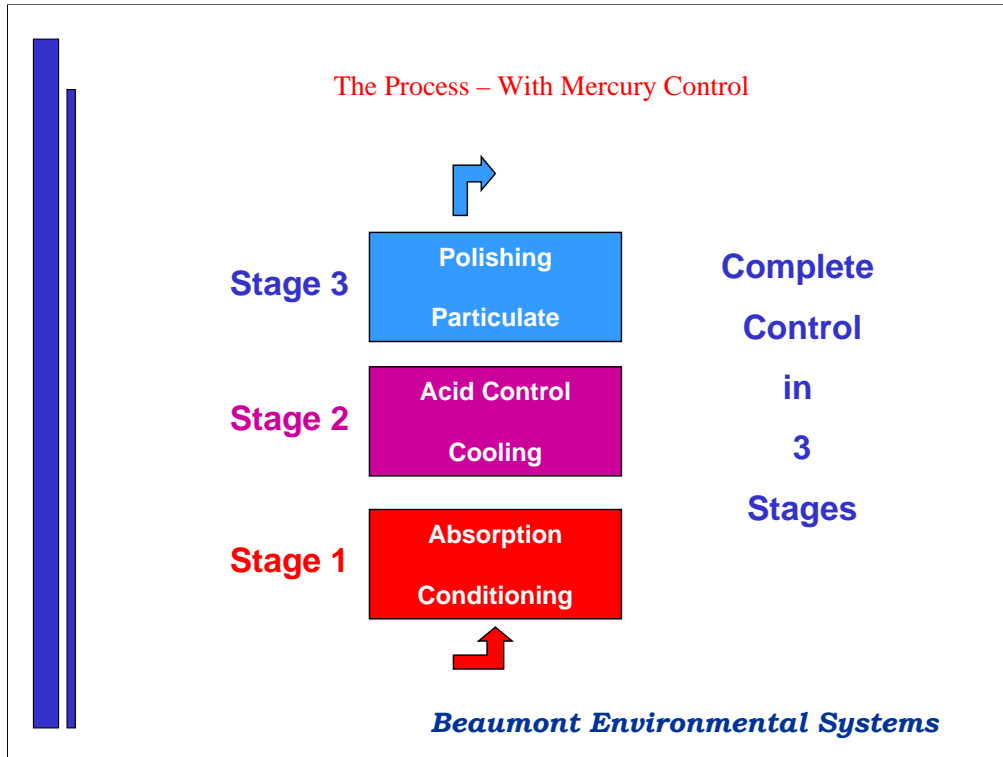 The Process – With Mercury Control
Stage 3
Polishing
Particulate
Stage 2
Acid Control
Cooling
Stage 1
Absorption
Conditioning
Complete
Control
in
3
Stages
Beaumont Environmental Systems